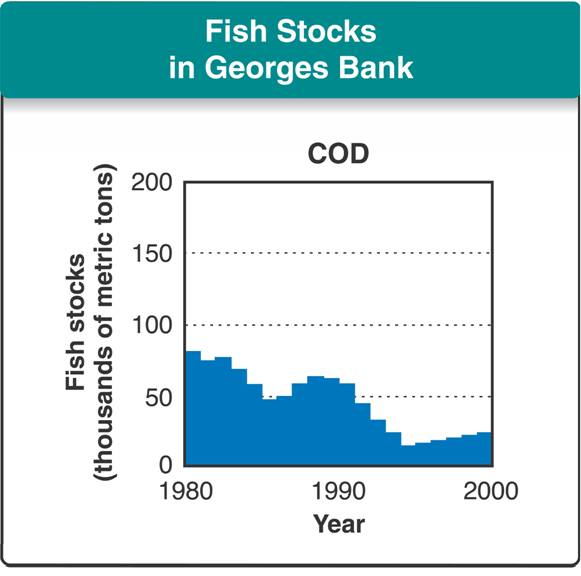 Fish Stocks
in Georges Bank
COD
Fish stocks
(thousands of metric tons)
200
150
100
50
0
1980 1990 2000
Year